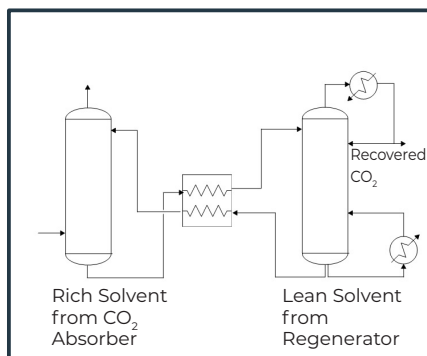 Recovered
CO₂
Rich Solvent
from CO₂
Absorber
Lean Solvent
from
Regenerator